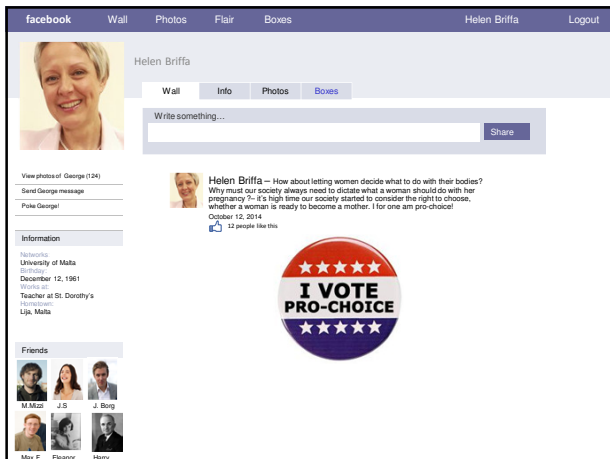 facebook Wall Photos Flair Boxes Helen Briffa Logout
Helen Briffa
Wall Info Photos Boxes
Write something…
Share
View photos of George (124)
Send George message
Poke George!
Helen Briffa – How about letting women decide what to do with their bodies?
Why must our society always need to dictate what a woman should do with her
pregnancy ?– it's high time our society started to consider the right to choose,
whether a woman is ready to become a mother. I for one am pro-choice!
October 12, 2014
12 people like this
I VOTE
PRO-CHOICE
Information
Networks
University of Malta
Birthday:
December 12, 1961
Works at:
Teacher at St. Dorothy's
Hometown:
Lija, Malta
Friends
M.Mizzi J.S J. Borg
Max F Eleanor Harry